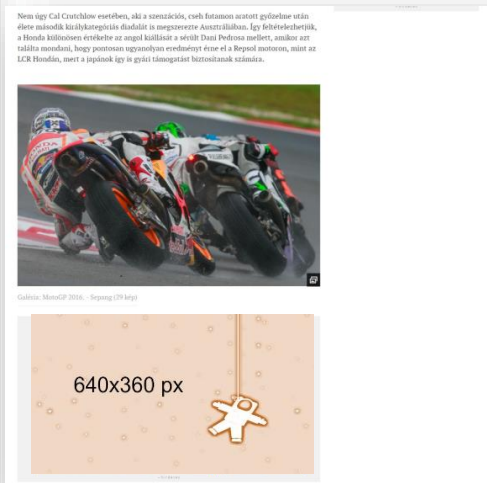 Nem úgy Cal Crutchlow esetében, aki a szenzációs, cseh futamon aratott győzelme után
élete második királykategóriás diadalát is megszerezte Ausztráliában. Így feltételezhetjük,
a Honda különösen értékelte az angol kiállását a sérült Dani Pedrosa mellett, amikor azt
találta mondani, hogy pontosan ugyanolyan eredményt érne el a Repsol motoron, mint az
LCR Hondán, mert a japánok így is gyári támogatást biztosítanak számára.
HONDA
Galéria: MotoGP 2016. - Sepang (29 kép)
640x360 px